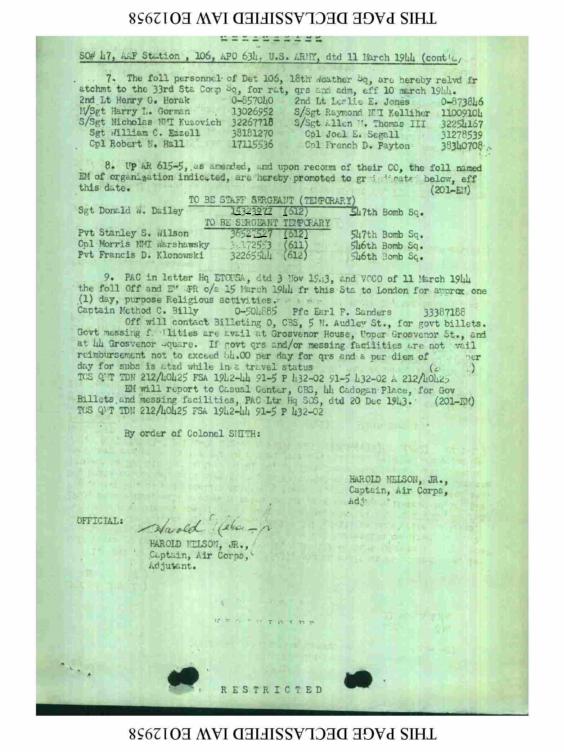 THIS PAGE DECLASSIFIED IAW EO12958
SO# 47, AAF Station , 106, APO 634, U.S. ARMY, dtd 11 March 1944 (cont'd)
7. The foll personnel of Det 106, 18th Weather Sq, are hereby relvd fr
atchmt to the 33rd Sta Comp Sq, for rat, qrs and adm, eff 10 march 1944.
2nd Lt Henry G. Horak 0-857040 2nd Lt Leslie E. Jones 0-873846
M/Sgt Harry L. Gorman 13026952 S/Sgt Raymond NMI Kelliher 11009104
S/Sgt Nicholas NMI Kusovich 32267718 S/Sgt Allen M. Thomas III 32254167
Sgt William C. Ezzell 38181270 Cpl Joel E. Segall 31278539
Cpl Robert N. Hall 17115536 Cpl French D. Payton 38340708
8. Up AR 615-5, as amended, and upon recomm of their CO, the foll named
EM of organization indicated, are hereby promoted to gr indicated below, eff
this date. (201-EM)
TO BE STAFF SERGEANT (TEMPORARY)
Sgt Donald W. Dailey (612) 547th Bomb Sq.
TO BE SERGEANT TEMPORARY
Pvt Stanley S. Wilson (612) 547th Bomb Sq.
Cpl Morris NMI Warshawsky (611) 546th Bomb Sq.
Pvt Francis D. Klonowski 32265544 (612) 546th Bomb Sq.
9. PAC in letter Hq ETOUSA, dtd 3 Nov 1943, and VOCO of 11 March 1944
the foll Off and EM WPR o/a 15 March 1944 fr this Sta to London for approx one
(1) day, purpose Religious activities.
Captain Method C. Billy 0-504885 Pfc Earl P. Sanders 33387188
Off will contact Billeting O, CBS, 5 N. Audley St., for govt billets.
Govt messing facilities are avail at Grosvenor House, Upper Grosvenor St., and
at 44 Grosvenor Square. If govt qrs and/or messing facilities are not avail
reimbursement not to exceed $4.00 per day for qrs and a per diem of per
day for subs is atzd while in a travel status
TCS QMT TDN 212/40425 FSA 1942-44 91-5 P 432-02 91-5 432-02 A 212/40425
EM will report to Casual Center, CBS, 44 Cadogan Place, for Gov
Billets and messing facilities, PAC Ltr Hq SOS, dtd 20 Dec 1943. (201-EM)
TCS QMT TDN 212/40425 FSA 1942-44 91-5 P 432-02
By order of Colonel SMITH:
HAROLD NELSON, JR.,
Captain, Air Corps,
Adj
OFFICIAL:
HAROLD NELSON, JR.,
Captain, Air Corps,
Adjutant.
RESTRICTED
THIS PAGE DECLASSIFIED IAW EO12958